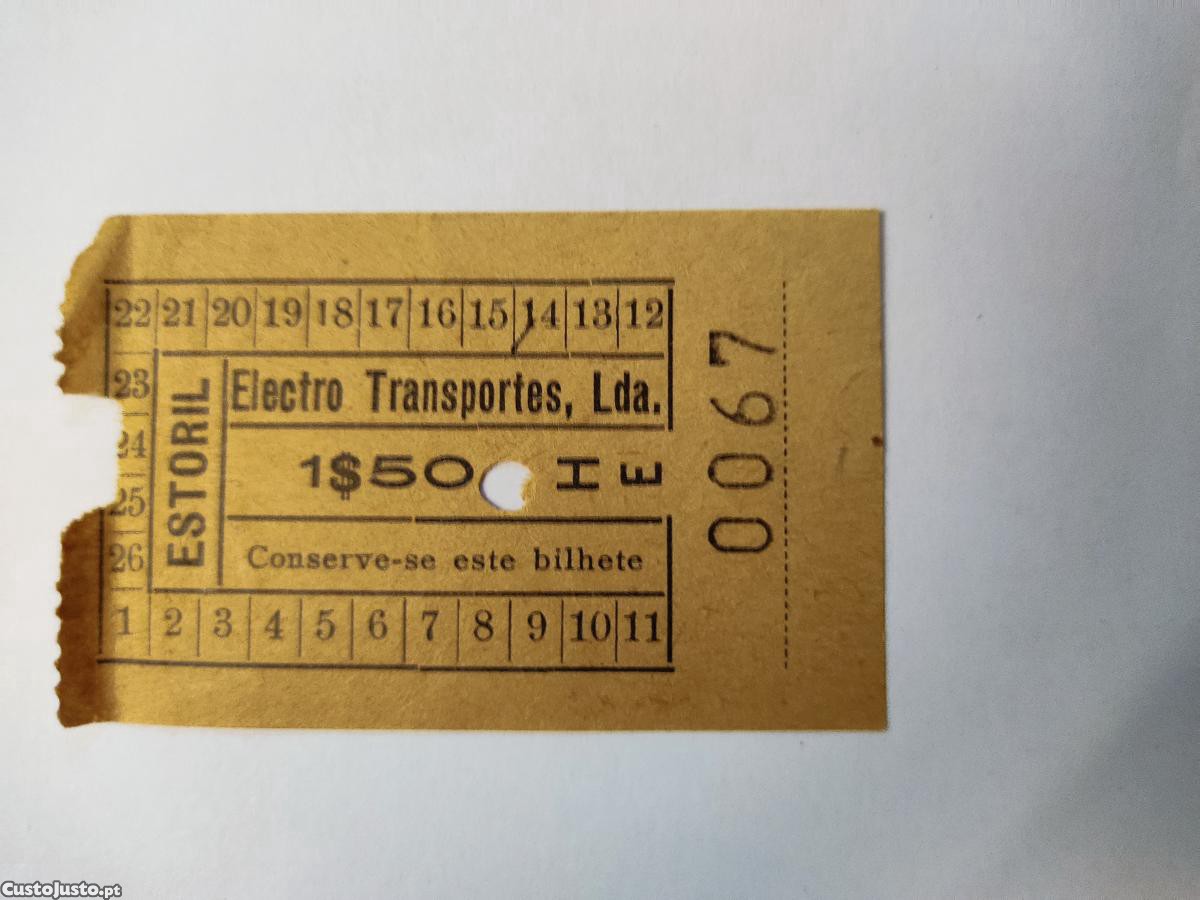 22 21 20 19 18 17 16 15 14 13 12
23
24
25
26
ESTORIL
Electro Transportes, Lda.
1$50 H E
Conserve-se este bilhete
1 2 3 4 5 6 7 8 9 10 11
0067
CustoJusto.pt